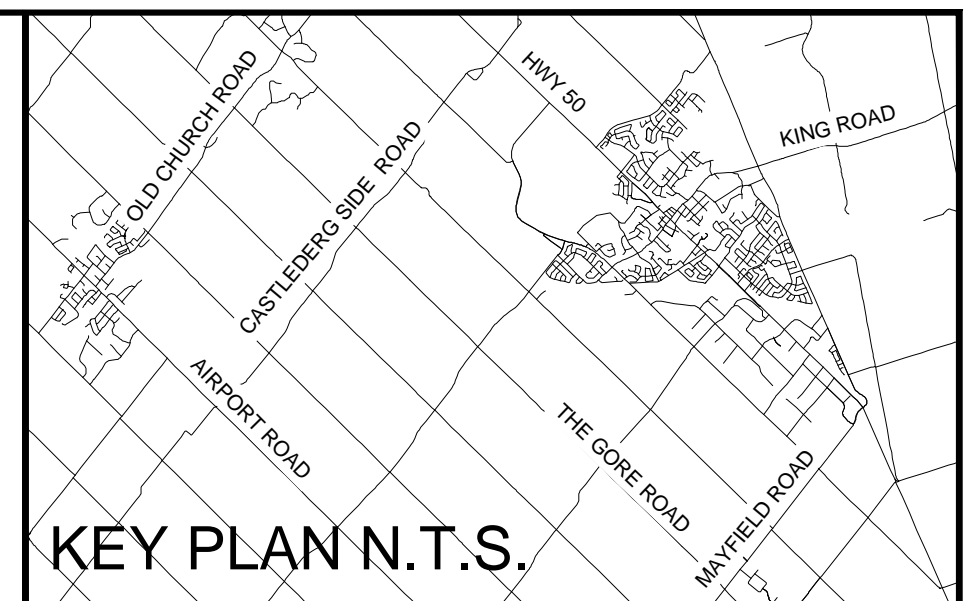 OLD CHURCH ROAD
CASTLEDERG SIDE ROAD
HWY 50
KING ROAD
AIRPORT ROAD
THE GORE ROAD
MAYFIELD ROAD
KEY PLAN N.T.S.